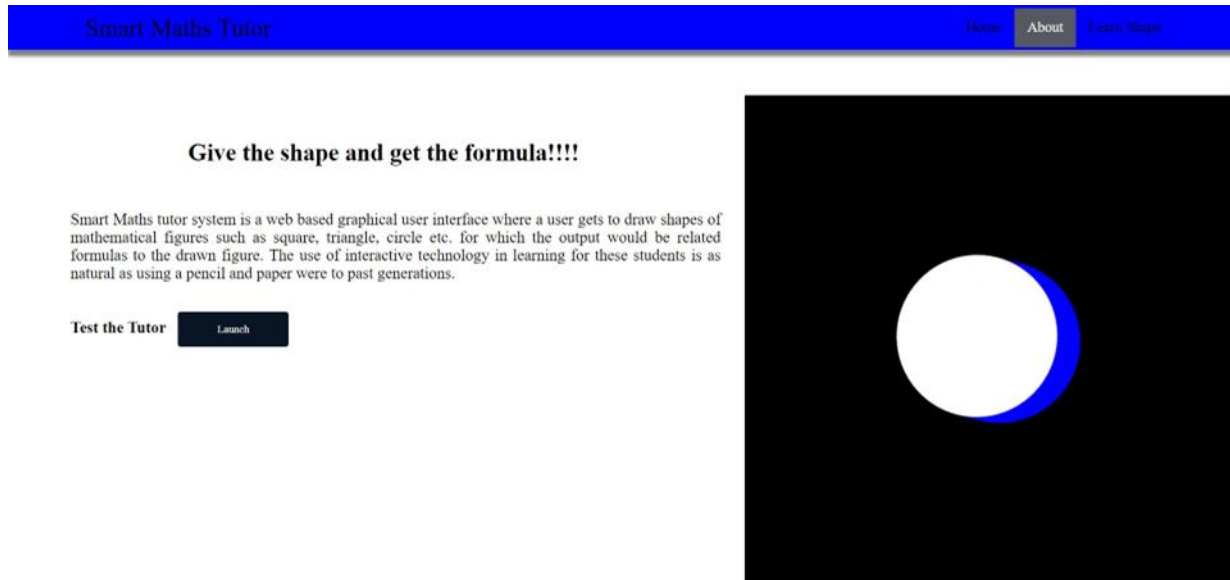 Smart Maths Tutor
Home About Learn Shape
Give the shape and get the formula!!!!
Smart Maths tutor system is a web based graphical user interface where a user gets to draw shapes of
mathematical figures such as square, triangle, circle etc. for which the output would be related
formulas to the drawn figure. The use of interactive technology in learning for these students is as
natural as using a pencil and paper were to past generations.
Test the Tutor Launch